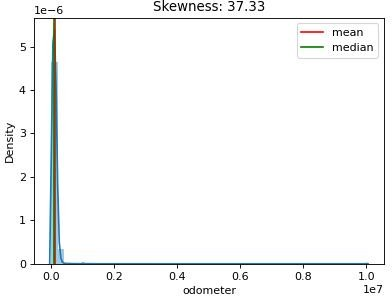 Skewness: 37.33
1e−6
mean
median
5
4
3
2
1
0
Density
0.0 0.2 0.4 0.6 0.8 1.0
1e7
odometer